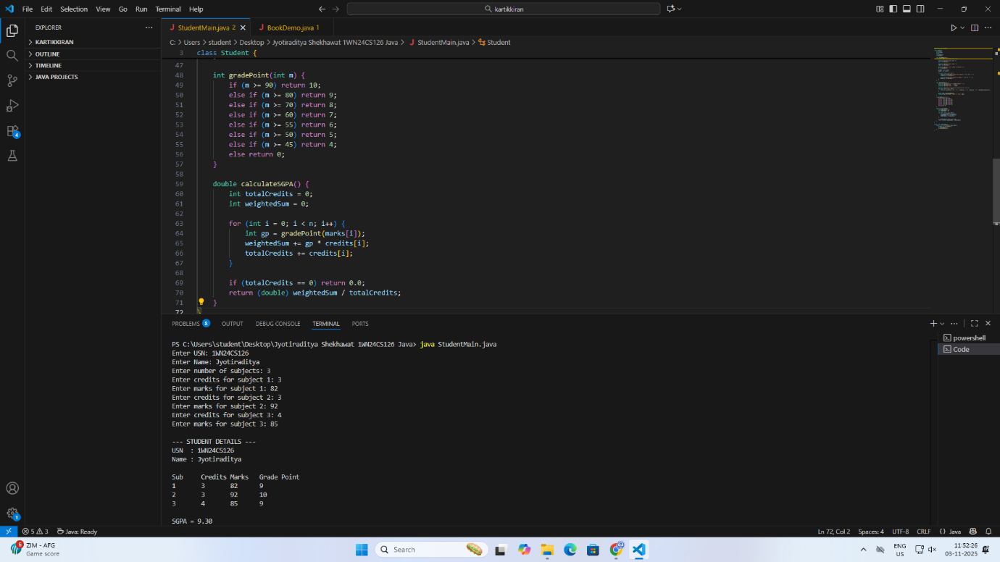 File Edit Selection View Go Run Terminal Help
kartikkiran
EXPLORER
KARTIKKIRAN
OUTLINE
TIMELINE
JAVA PROJECTS
4
1
StudentMain.java 2
BookDemo.java 1
C: > Users > student > Desktop > Jyotiraditya Shekhawat 1WN24CS126 Java > StudentMain.java > Student
3 class Student {
47
48 int gradePoint(int m) {
49 if (m >= 90) return 10;
50 else if (m >= 80) return 9;
51 else if (m >= 70) return 8;
52 else if (m >= 60) return 7;
53 else if (m >= 55) return 6;
54 else if (m >= 50) return 5;
55 else if (m >= 45) return 4;
56 else return 0;
57 }
58
59 double calculateSGPA() {
60 int totalCredits = 0;
61 int weightedSum = 0;
62
63 for (int i = 0; i < n; i++) {
64 int gp = gradePoint(marks[i]);
65 weightedSum += gp * credits[i];
66 totalCredits += credits[i];
67 }
68
69 if (totalCredits == 0) return 0.0;
70 return (double) weightedSum / totalCredits;
71 }
72 }
PROBLEMS 8 OUTPUT DEBUG CONSOLE TERMINAL PORTS
powershell
Code
PS C:\Users\student\Desktop\Jyotiraditya Shekhawat 1WN24CS126 Java> java StudentMain.java
Enter USN: 1WN24CS126
Enter Name: Jyotiraditya
Enter number of subjects: 3
Enter credits for subject 1: 3
Enter marks for subject 1: 82
Enter credits for subject 2: 3
Enter marks for subject 2: 92
Enter credits for subject 3: 4
Enter marks for subject 3: 85
--- STUDENT DETAILS ---
USN : 1WN24CS126
Name : Jyotiraditya
Sub Credits Marks Grade Point
1 3 82 9
2 3 92 10
3 4 85 9
SGPA = 9.30
5 3 Java: Ready
Ln 72, Col 2 Spaces: 4 UTF-8 CRLF {} Java
6
ZIM - AFG
Game score
Search
ENG
US
11:52:26
03-11-2025